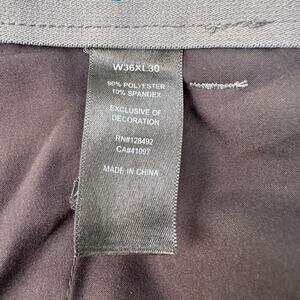 W36XL30
90% POLYESTER
10% SPANDEX
EXCLUSIVE OF
DECORATION
RN#128492
CA#41097
MADE IN CHINA